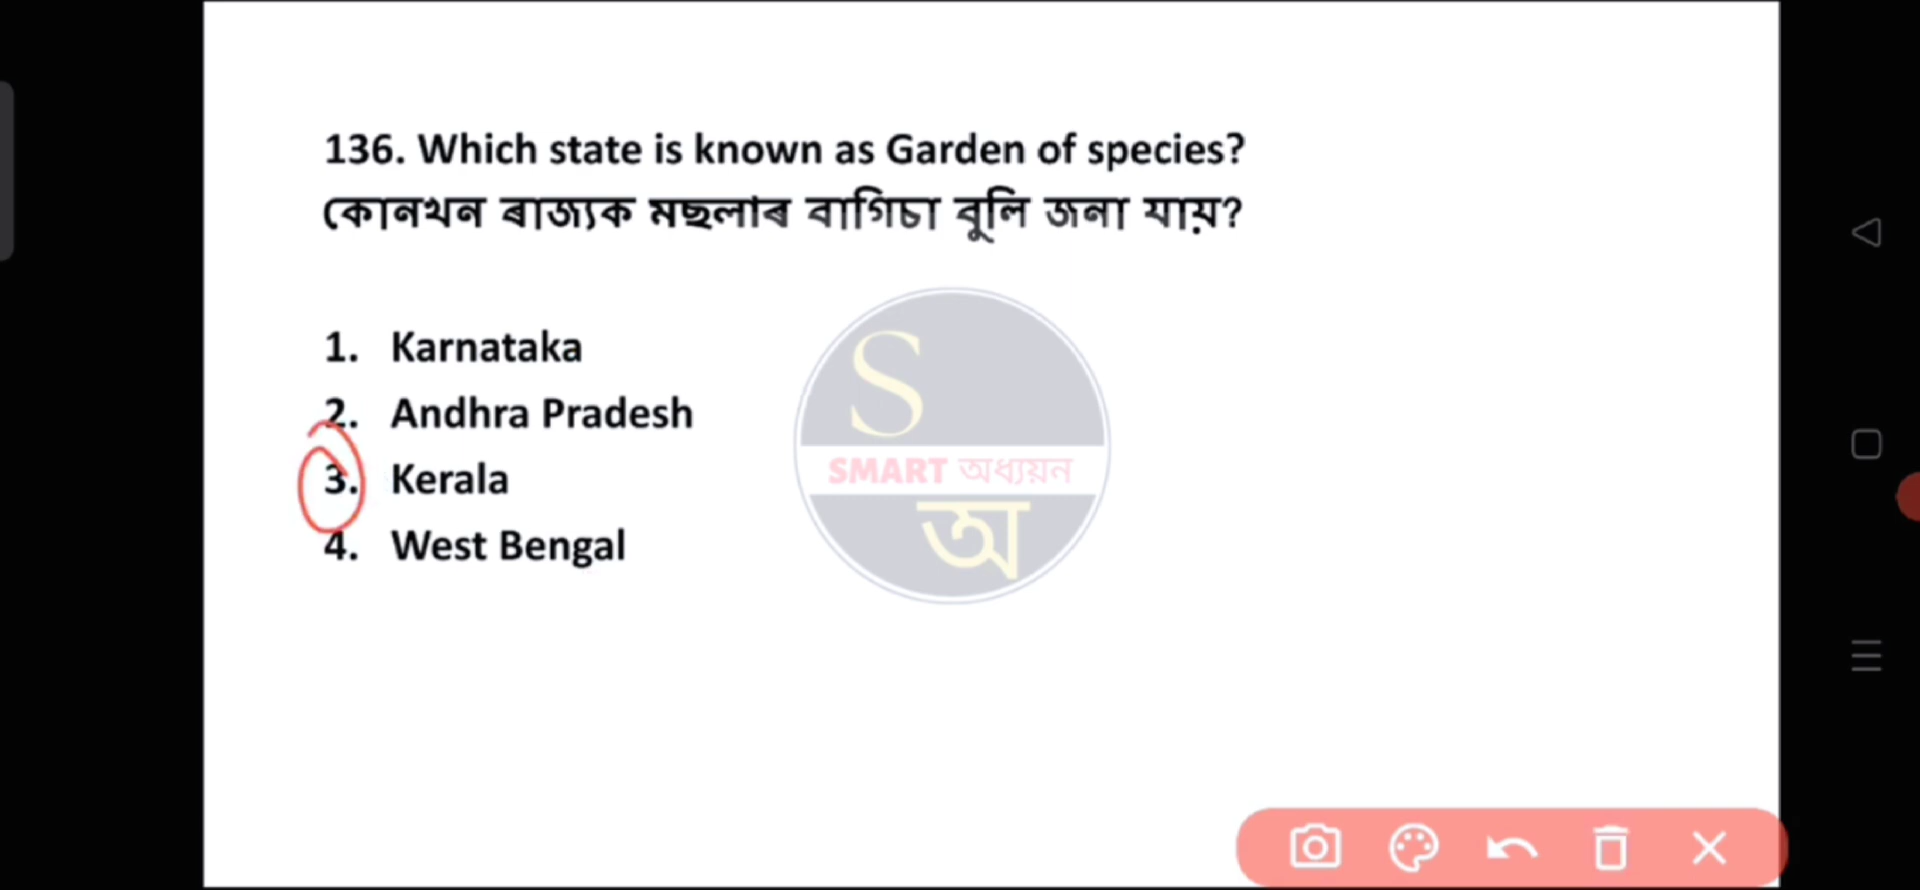 136. Which state is known as Garden of species?
কোনখন ৰাজ্যক মছলাৰ বাগিচা বুলি জনা যায়?
1. Karnataka
2. Andhra Pradesh
3. Kerala
4. West Bengal
S
SMART অধ্যয়ন
অ